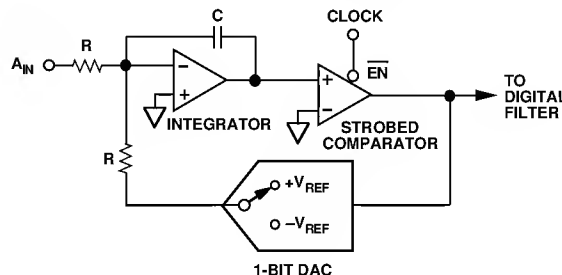 C
CLOCK
R
A_IN
−
+
INTEGRATOR
+
−
EN
STROBED
COMPARATOR
TO
DIGITAL
FILTER
R
+V_REF
−V_REF
1-BIT DAC